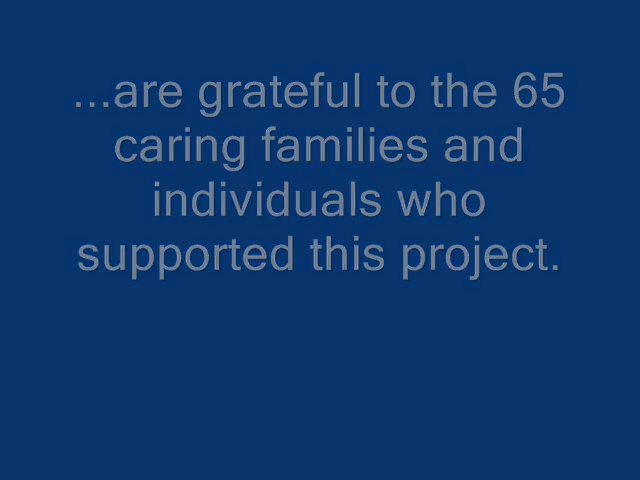 ...are grateful to the 65
caring families and
individuals who
supported this project.